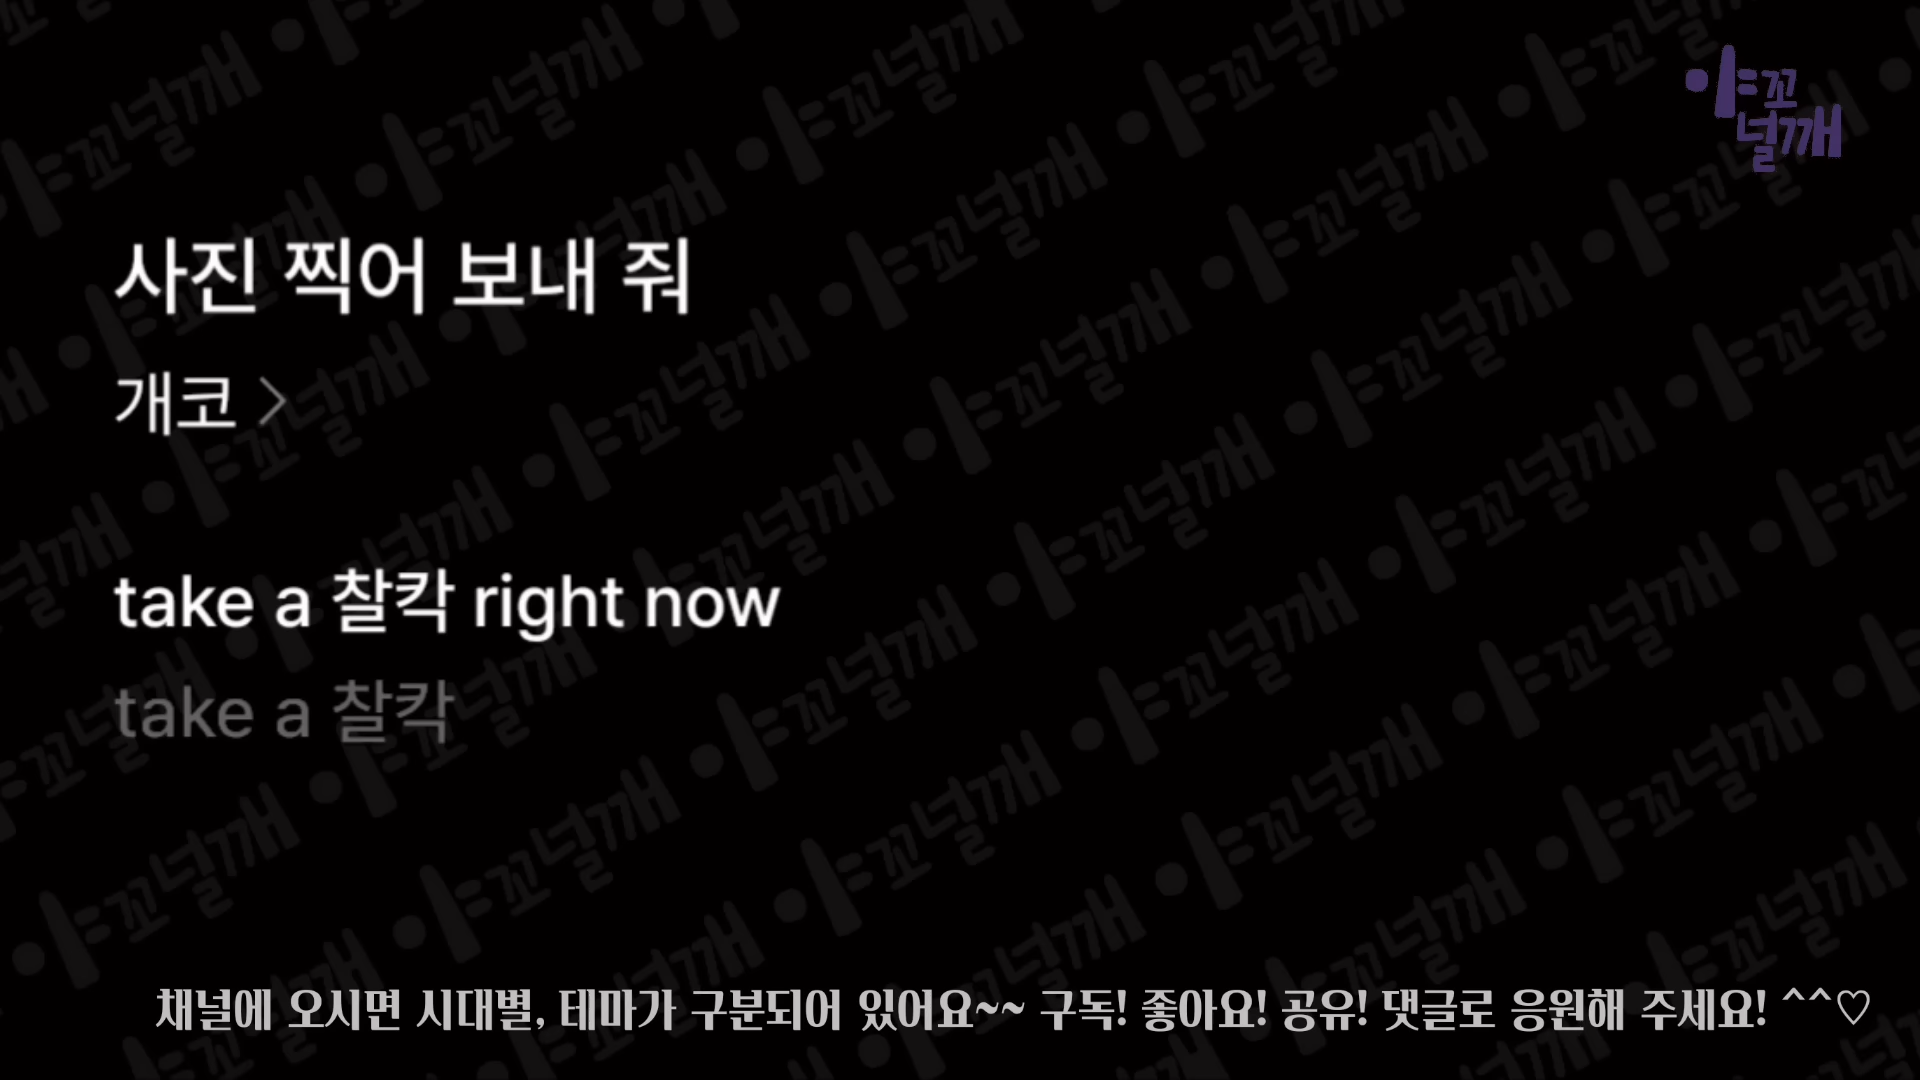 야꼬
널깨
사진 찍어 보내 줘
개코 >
take a 찰칵 right now
take a 찰칵
채널에 오시면 시대별, 테마가 구분되어 있어요~~ 구독! 좋아요! 공유! 댓글로 응원해 주세요! ^^♡